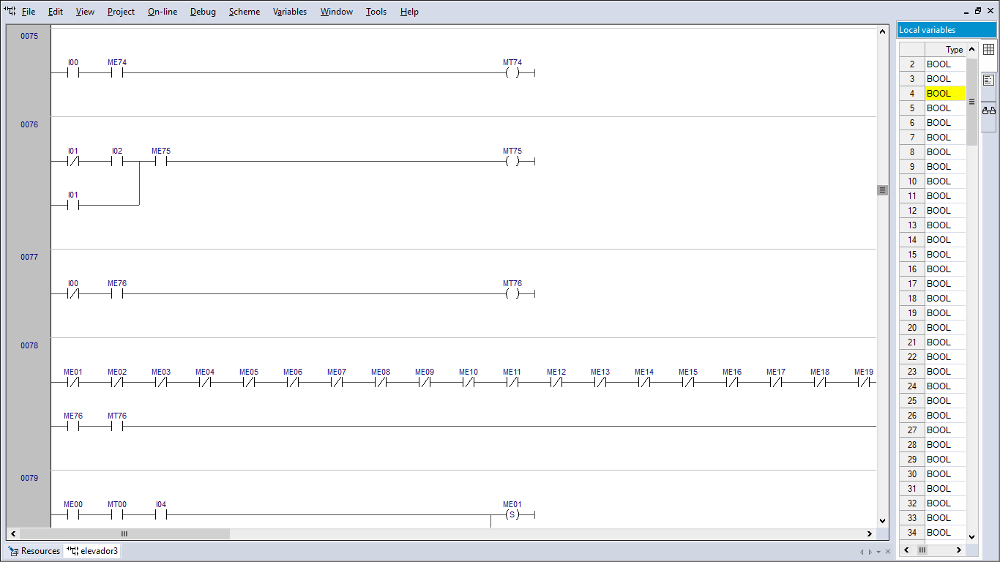 File Edit View Project On-line Debug Scheme Variables Window Tools Help
Local variables
Type
0075
I00 ME74 MT74
0076
I01 I02 ME75 MT75
I01
0077
I00 ME76 MT76
0078
ME01 ME02 ME03 ME04 ME05 ME06 ME07 ME08 ME09 ME10 ME11 ME12 ME13 ME14 ME15 ME16 ME17 ME18 ME19
ME76 MT76
0079
ME00 MT00 I04 ME01
S
2 BOOL
3 BOOL
4 BOOL
5 BOOL
6 BOOL
7 BOOL
8 BOOL
9 BOOL
10 BOOL
11 BOOL
12 BOOL
13 BOOL
14 BOOL
15 BOOL
16 BOOL
17 BOOL
18 BOOL
19 BOOL
20 BOOL
21 BOOL
22 BOOL
23 BOOL
24 BOOL
25 BOOL
26 BOOL
27 BOOL
28 BOOL
29 BOOL
30 BOOL
31 BOOL
32 BOOL
33 BOOL
34 BOOL
Resources elevador3